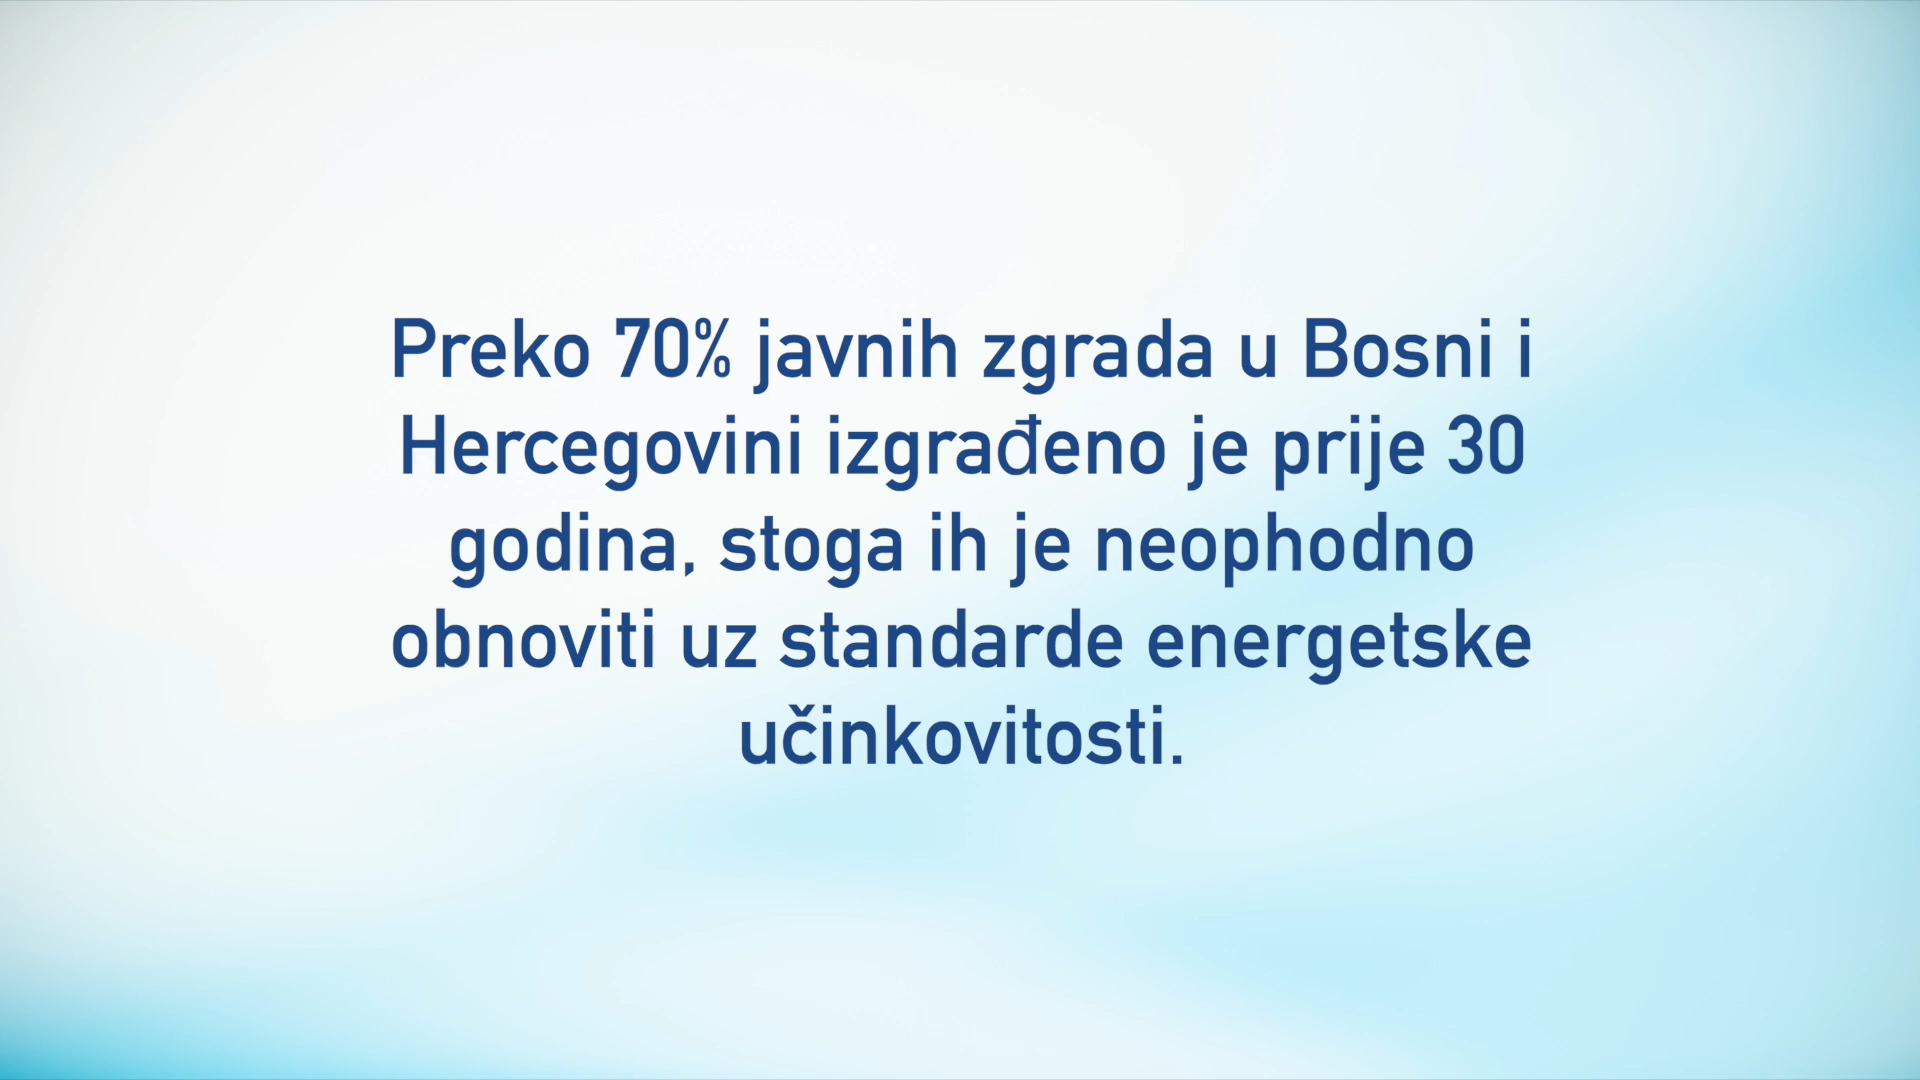 Preko 70% javnih zgrada u Bosni i
Hercegovini izgrađeno je prije 30
godina, stoga ih je neophodno
obnoviti uz standarde energetske
učinkovitosti.